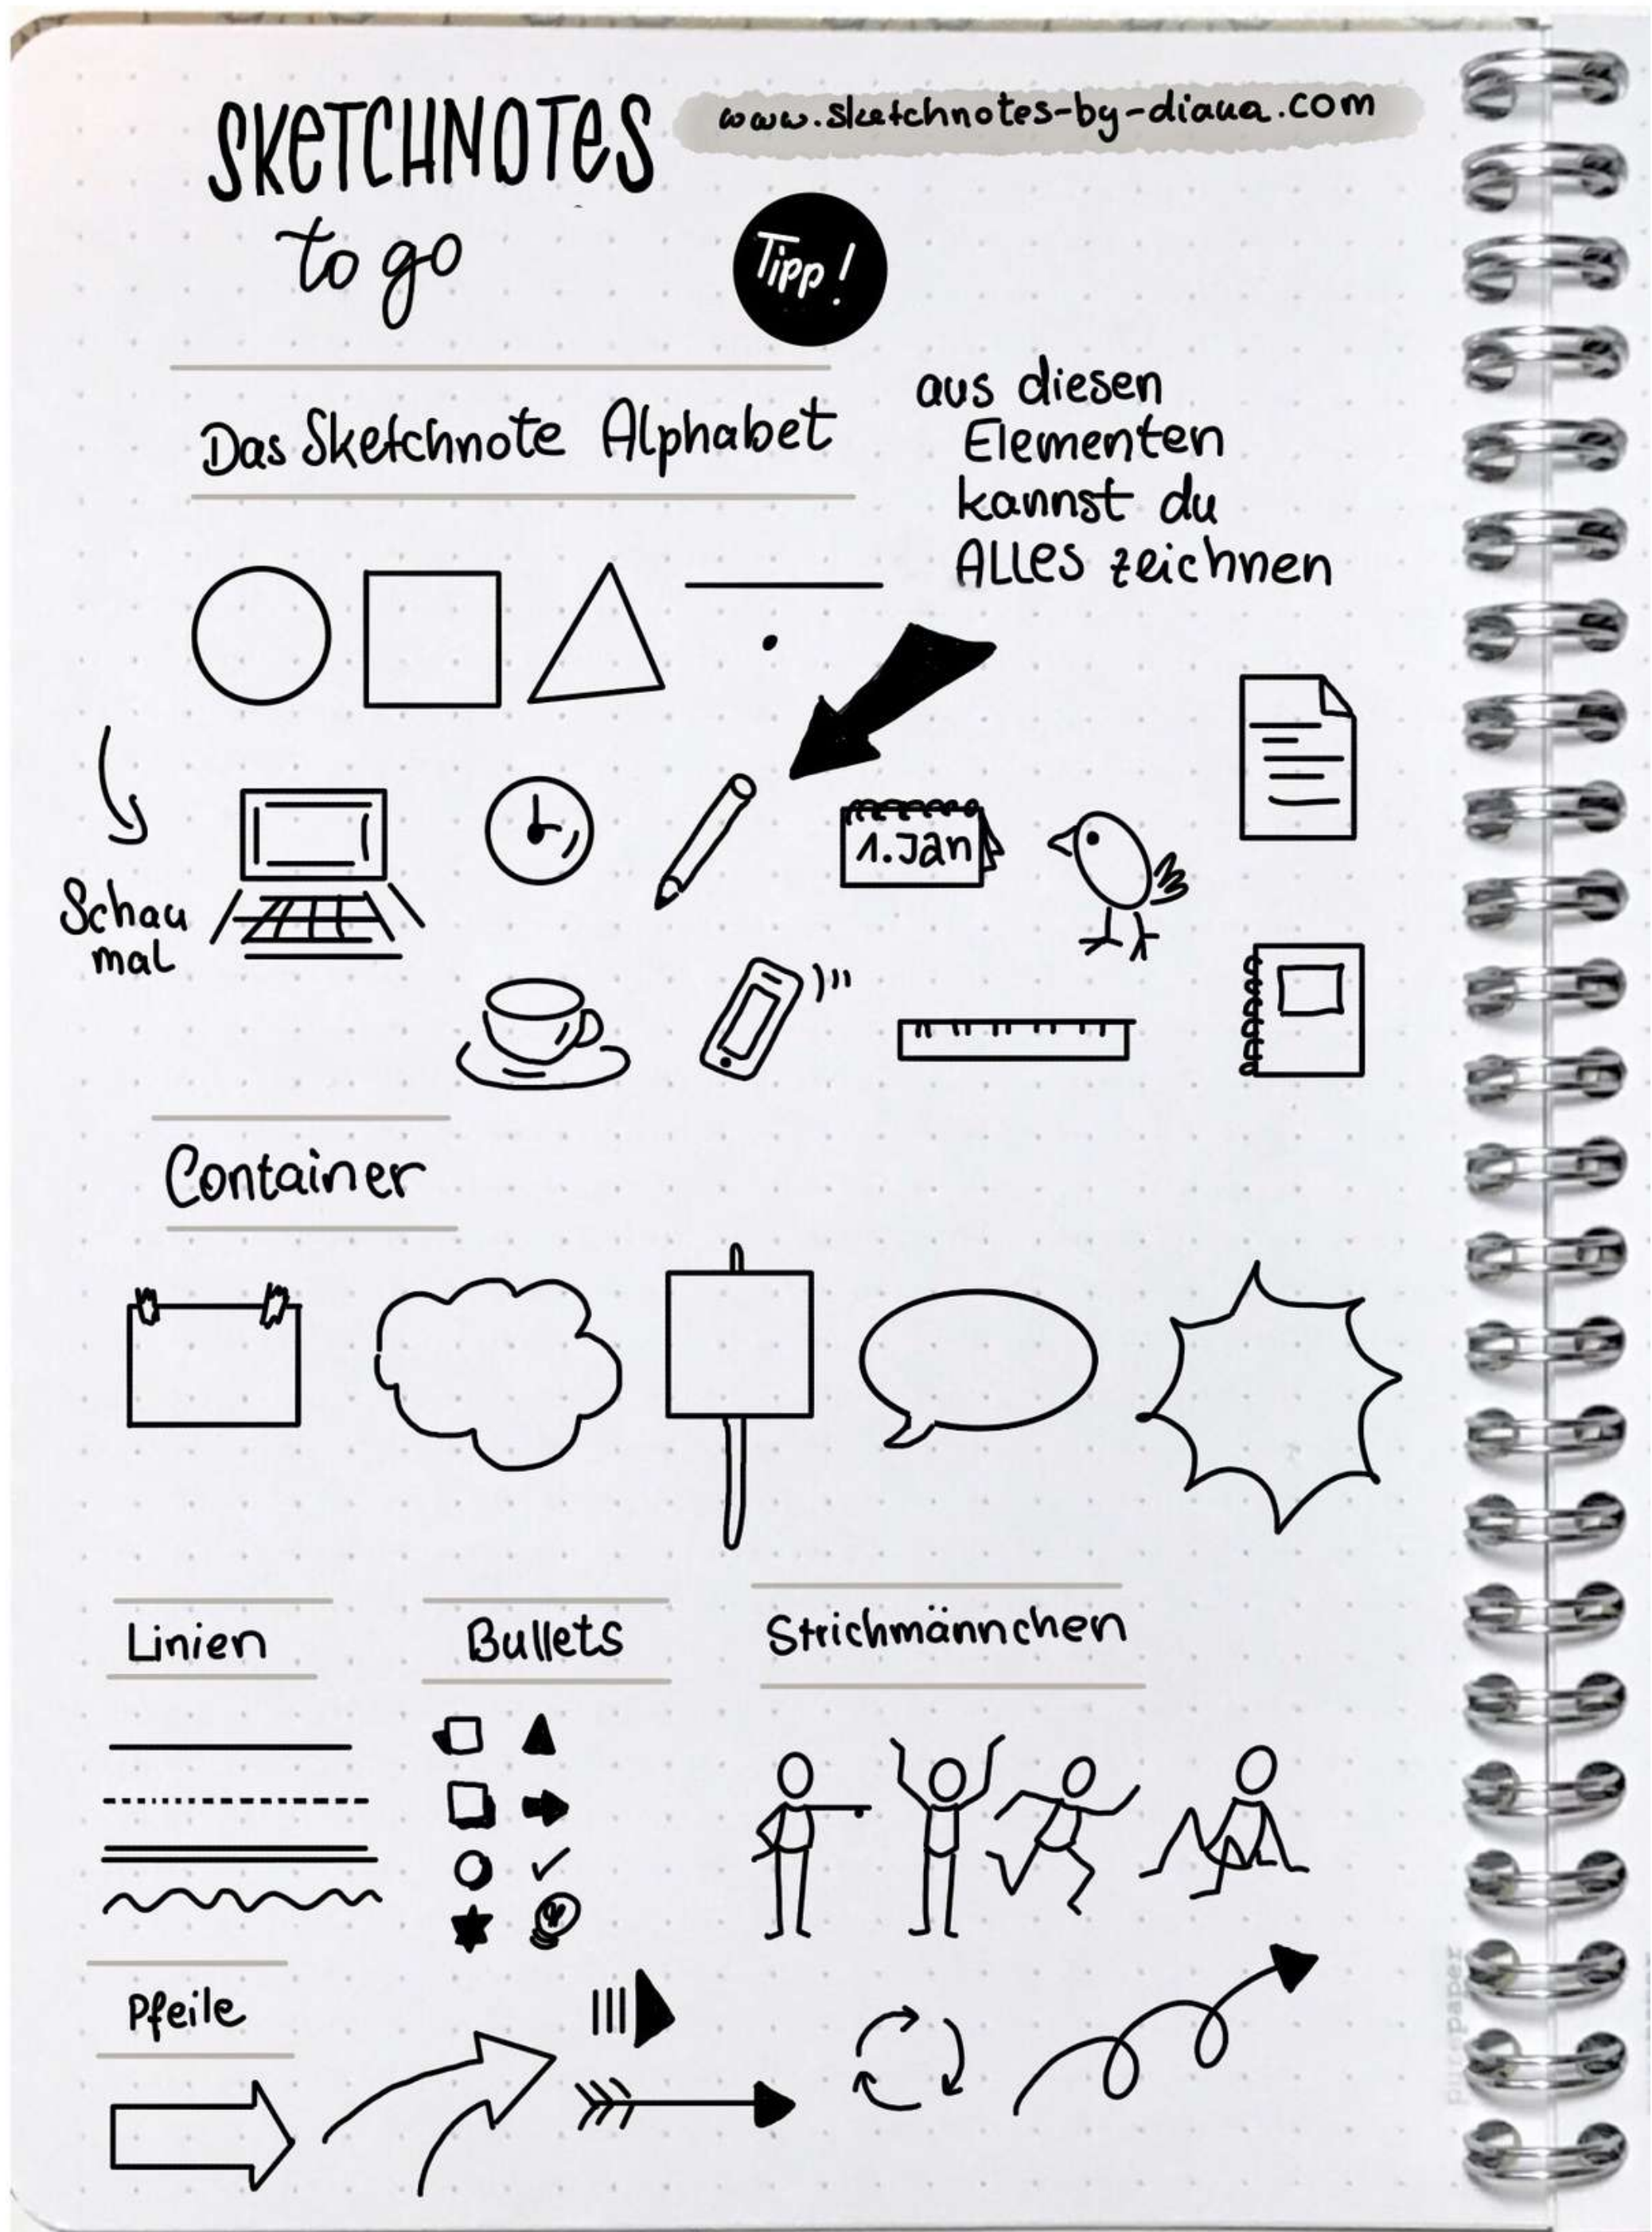 SKETCHNOTES
to go
www.sketchnotes-by-diana.com
Tipp!
Das Sketchnote Alphabet
aus diesen
Elementen
kannst du
ALLES zeichnen
Schau
mal
1. Jan
Container
Linien
Bullets
Strichmännchen
Pfeile
purepaper